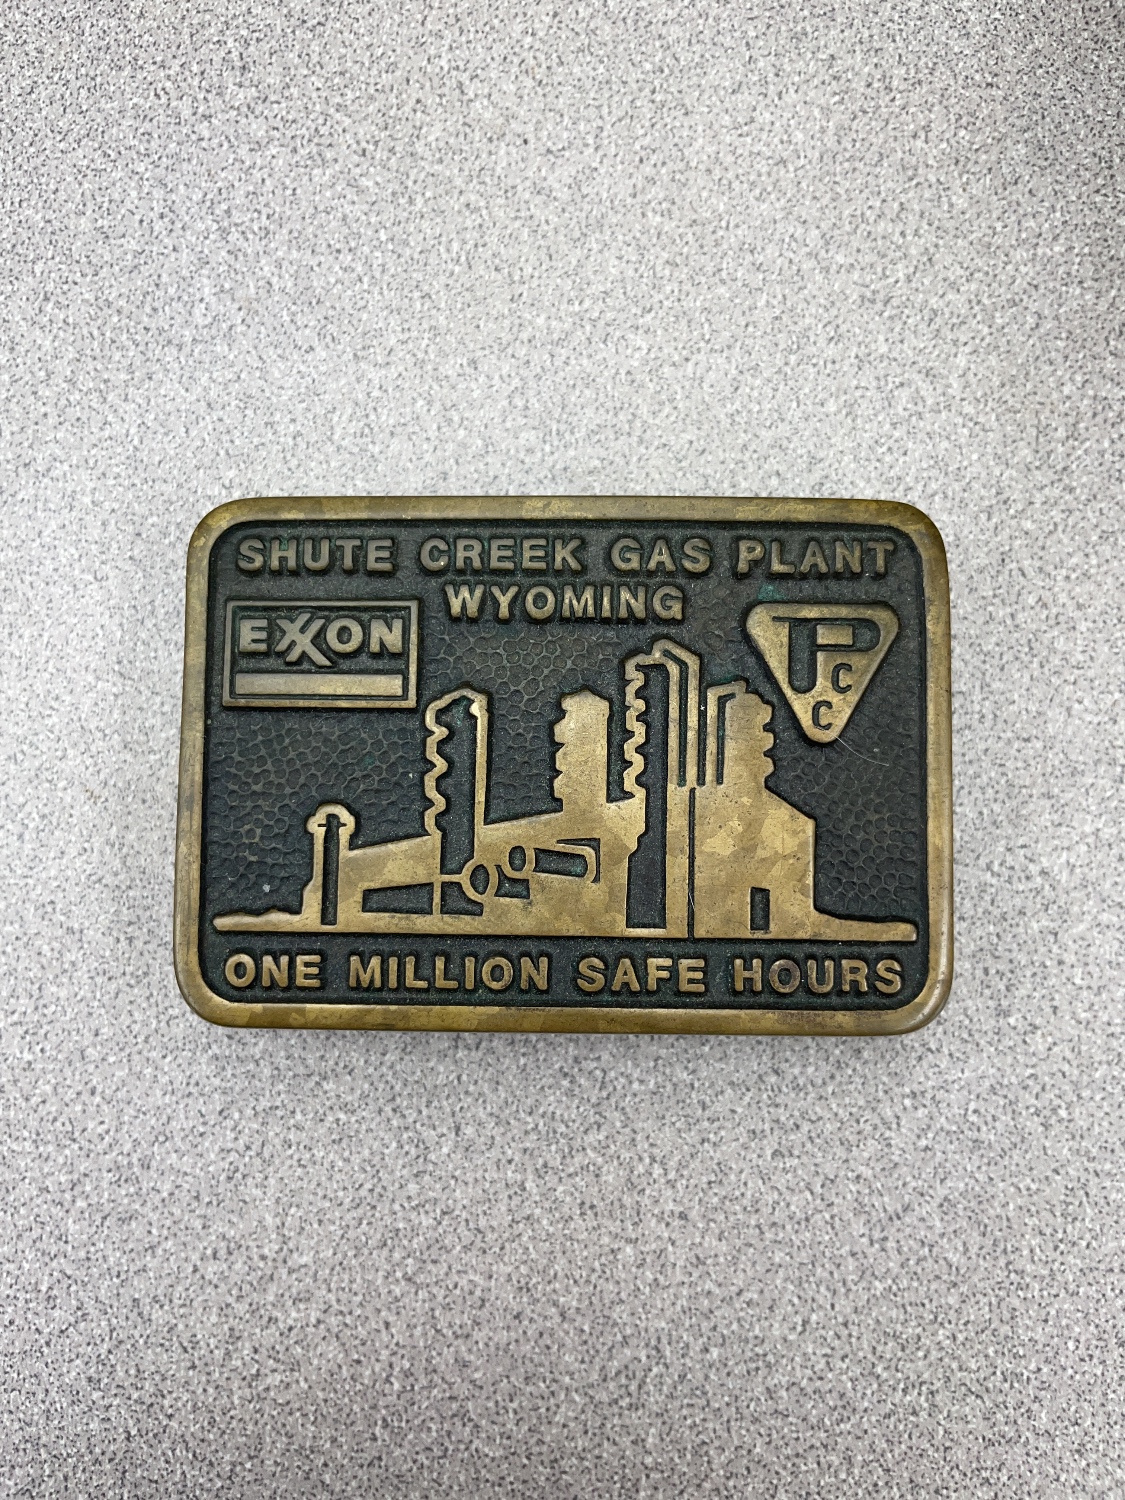 SHUTE CREEK GAS PLANT
WYOMING
EXXON
PCC
ONE MILLION SAFE HOURS